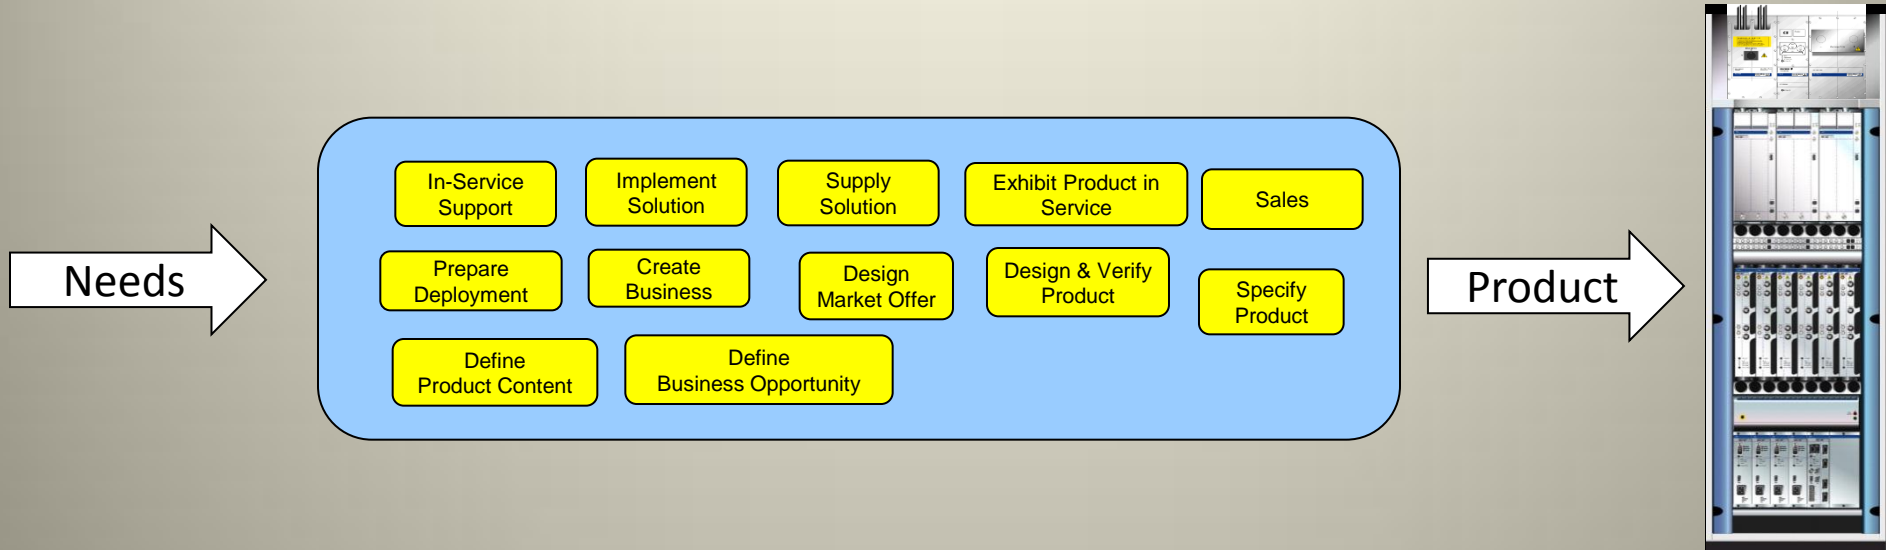 In-Service
Support
Implement
Solution
Supply
Solution
Exhibit Product in
Service
Sales
Needs
Prepare
Deployment
Create
Business
Design
Market Offer
Design & Verify
Product
Specify
Product
Product
Define
Product Content
Define
Business Opportunity